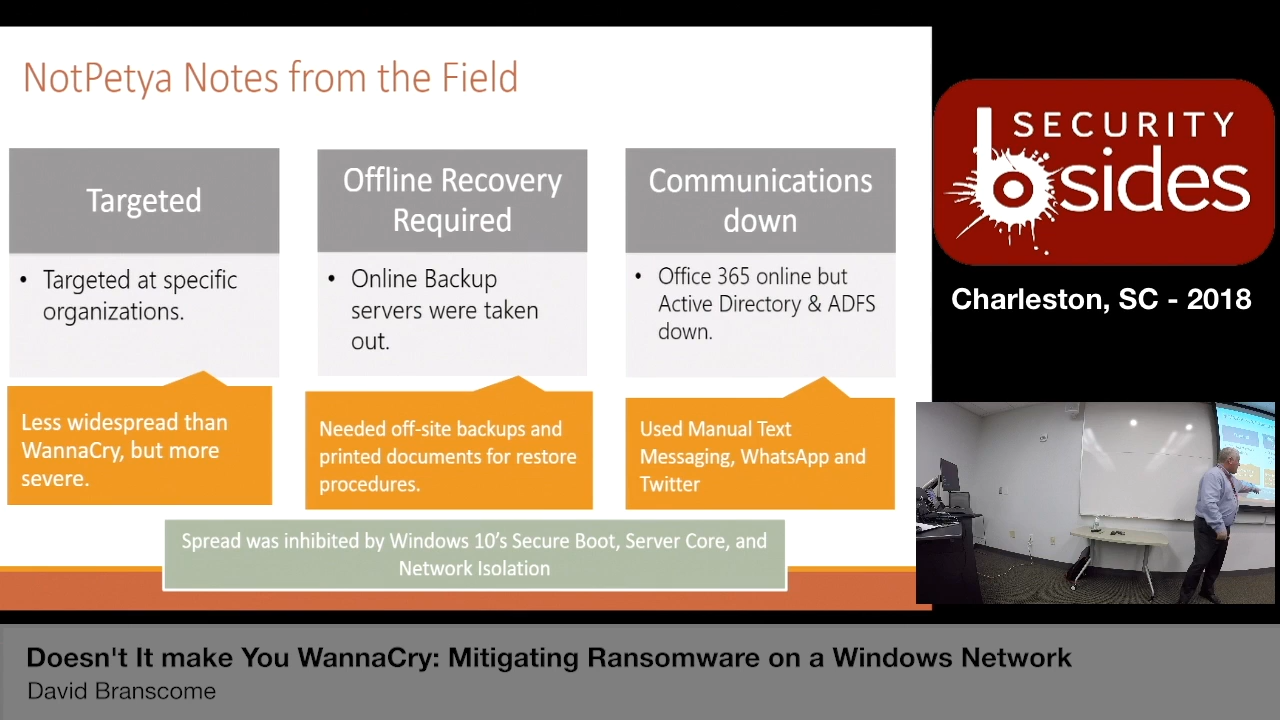 NotPetya Notes from the Field
Targeted
• Targeted at specific
organizations.
Less widespread than
WannaCry, but more
severe.
Offline Recovery
Required
• Online Backup
servers were taken
out.
Needed off-site backups and
printed documents for restore
procedures.
Communications
down
• Office 365 online but
Active Directory & ADFS
down.
Used Manual Text
Messaging, WhatsApp and
Twitter
Spread was inhibited by Windows 10's Secure Boot, Server Core, and
Network Isolation
SECURITY
bsides
Charleston, SC - 2018
Doesn't It make You WannaCry: Mitigating Ransomware on a Windows Network
David Branscome